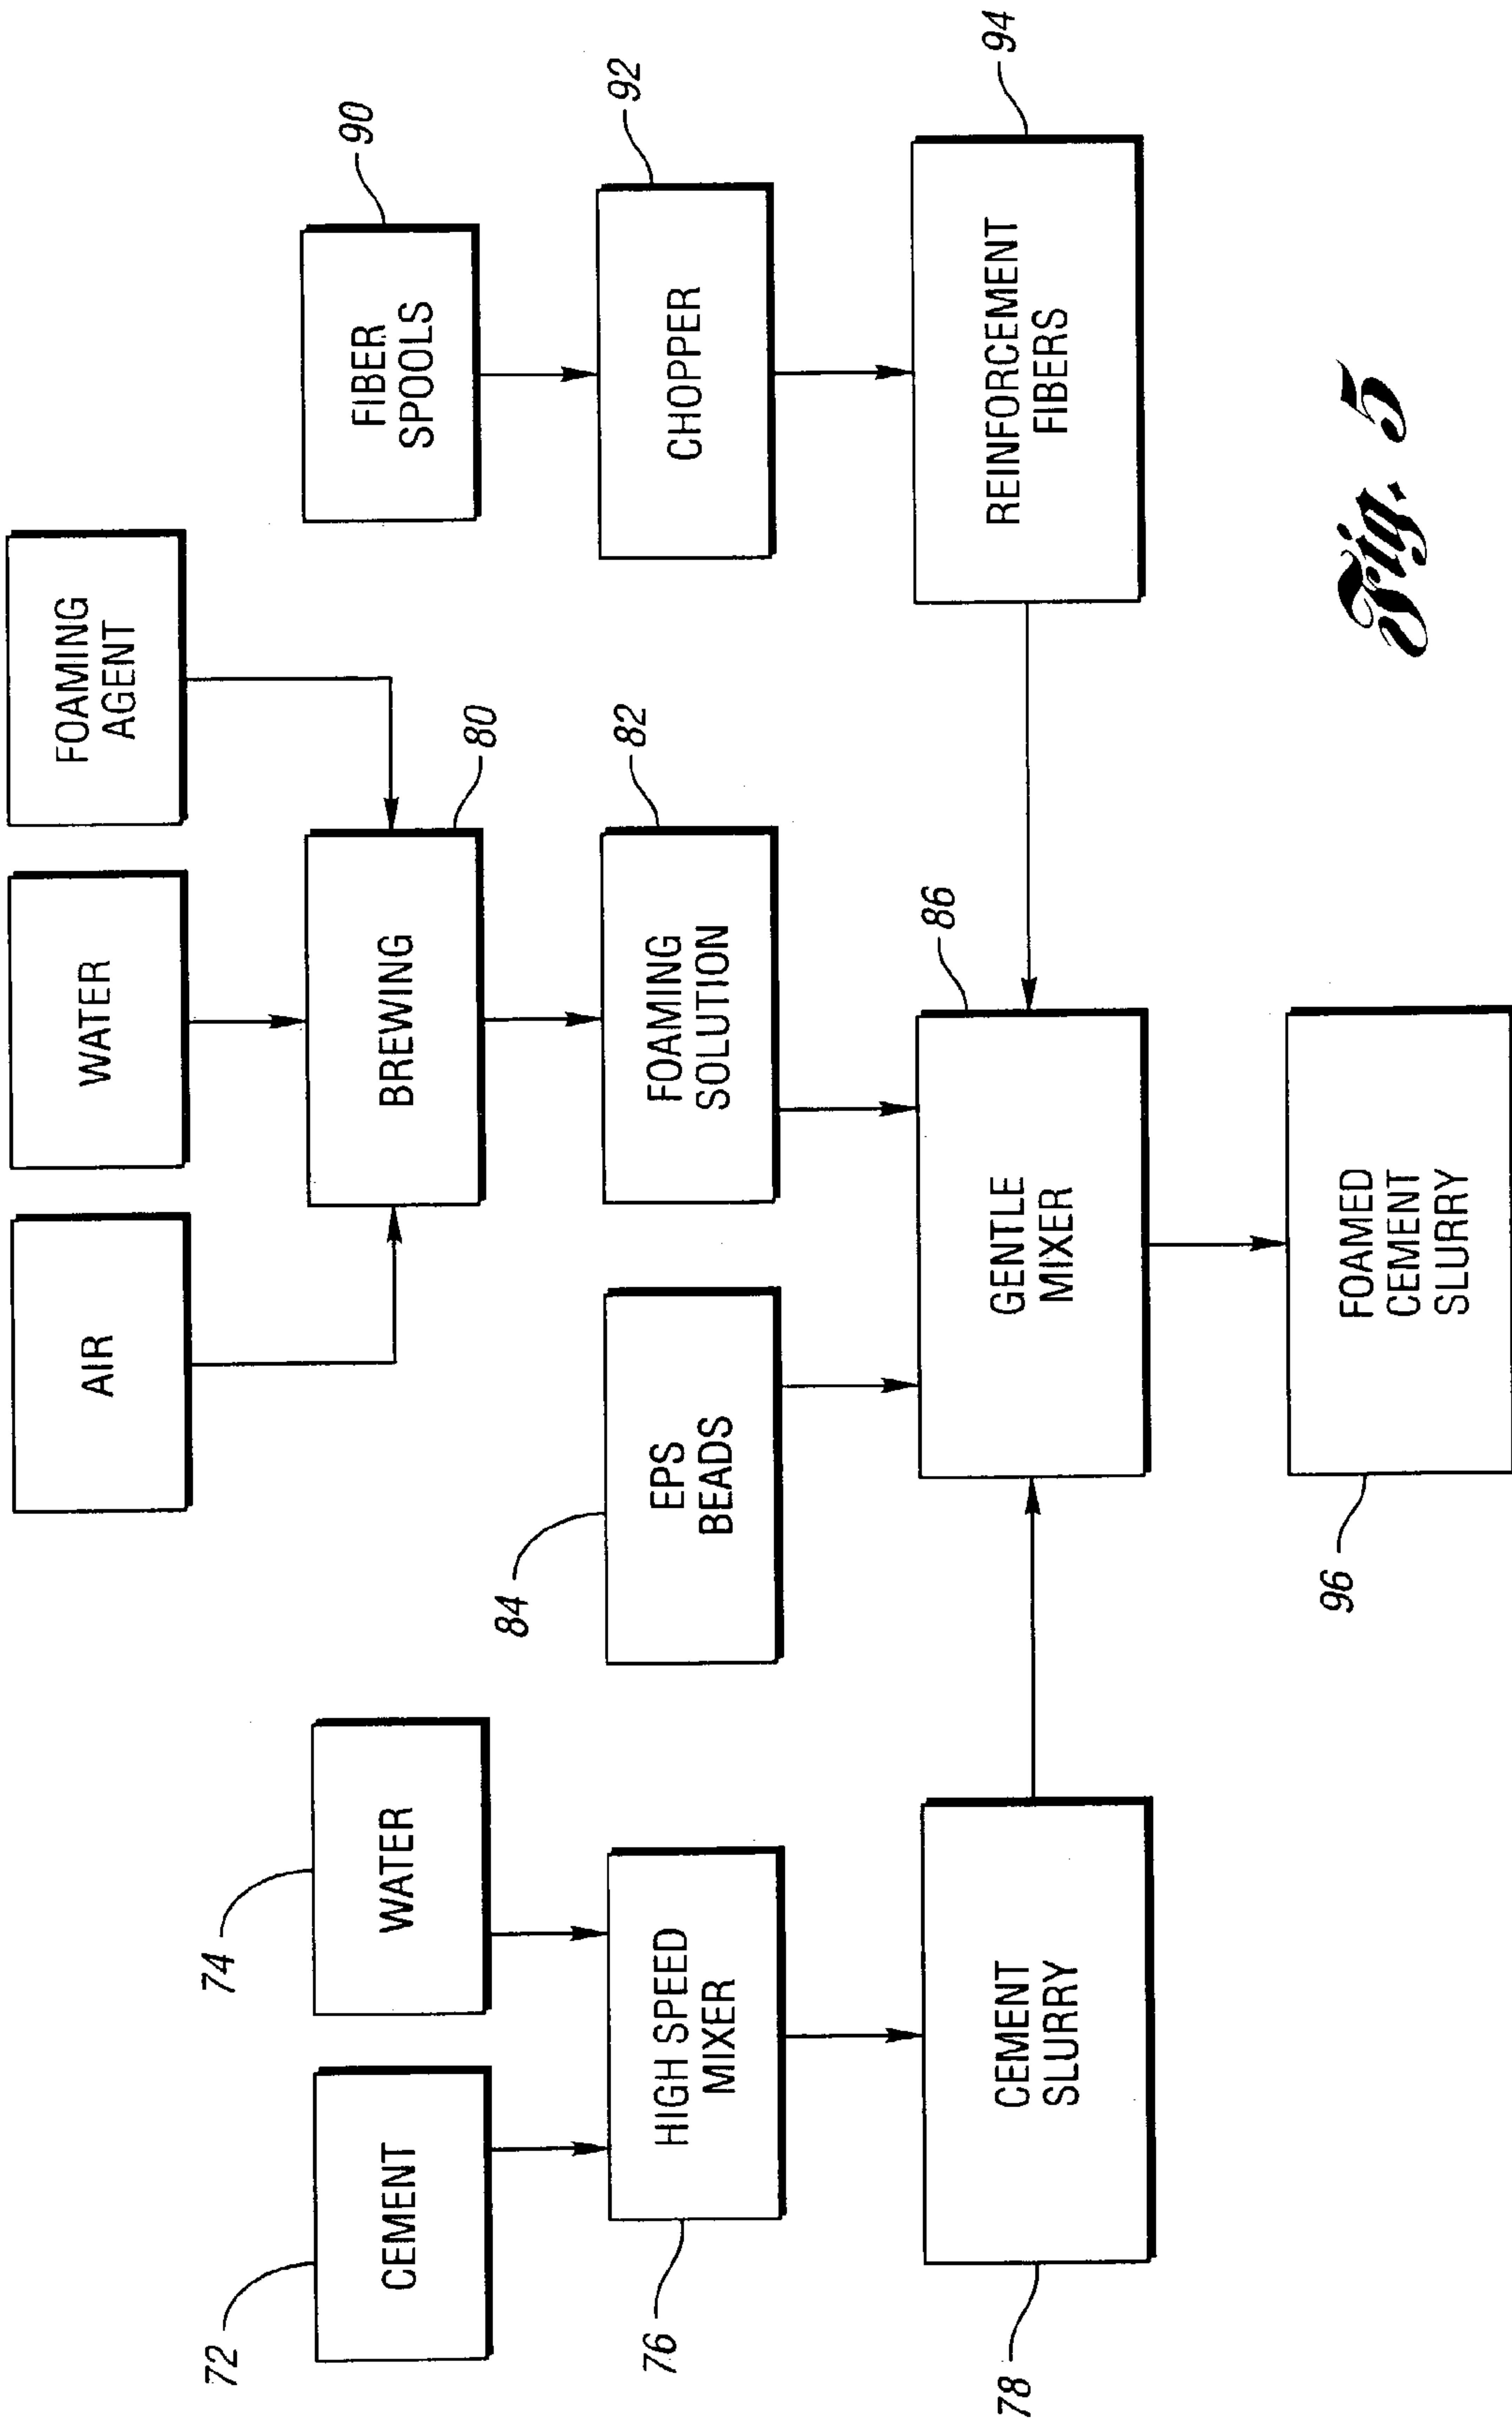 AIR
WATER
FOAMING
AGENT
72
CEMENT
74
WATER
BREWING
80
FIBER
SPOOLS
90
76
HIGH SPEED
MIXER
84
EPS
BEADS
FOAMING
SOLUTION
82
CHOPPER
92
78
CEMENT
SLURRY
GENTLE
MIXER
86
REINFORCEMENT
FIBERS
94
96
FOAMED
CEMENT
SLURRY
Fig. 5